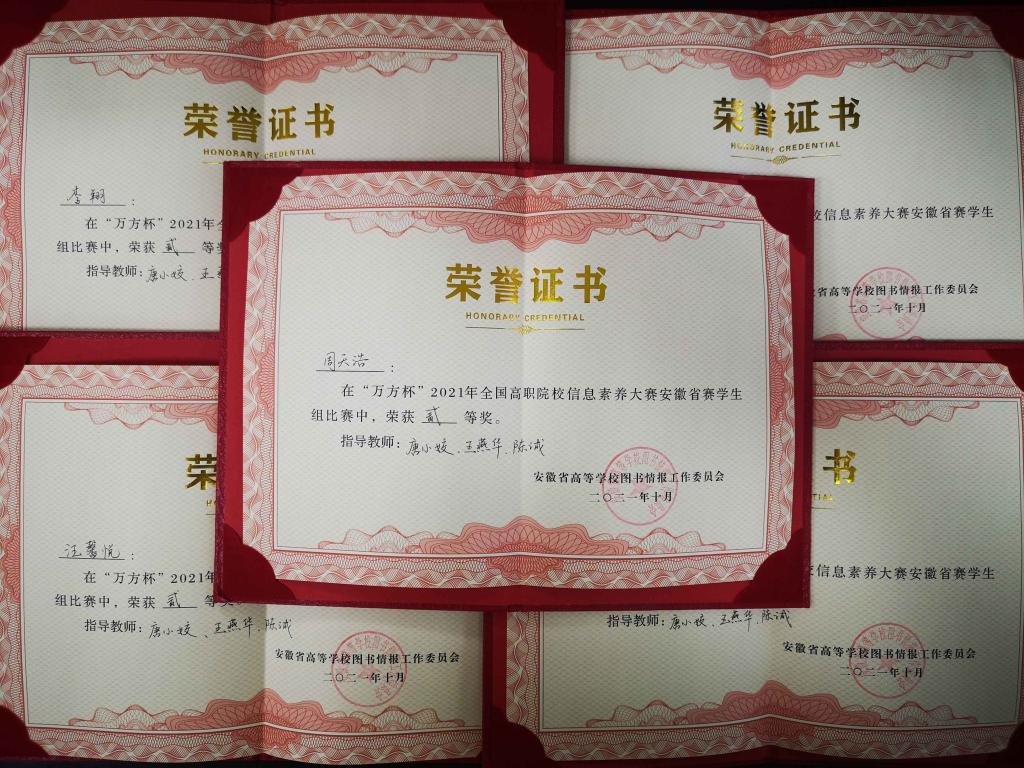 荣誉证书
HONORARY CREDENTIAL
李翔：
在“万方杯”2021年
组比赛中，荣获 贰 等奖
指导教师：唐小姣、王燕
荣誉证书
HONORARY CREDENTIAL
信息素养大赛安徽省赛学生
安徽省高等学校图书情报工作委员会
二〇二一年十月
荣誉证书
HONORARY CREDENTIAL
周天浩：
在“万方杯”2021年全国高职院校信息素养大赛安徽省赛学生
组比赛中，荣获 贰 等奖。
指导教师：唐小姣、王燕华、陈诚
安徽省高等学校图书情报工作委员会
二〇二一年十月
荣
汪馨悦：
在“万方杯”2021年
组比赛中，荣获 贰 等奖。
指导教师：唐小姣、王燕华、陈诚
安徽省高等学校图书情报工作委员会
二〇二一年十月
书
信息素养大赛安徽省赛学生
指导教师：唐小姣、王燕华、陈诚
安徽省高等学校图书情报工作委员会
二〇二一年十月